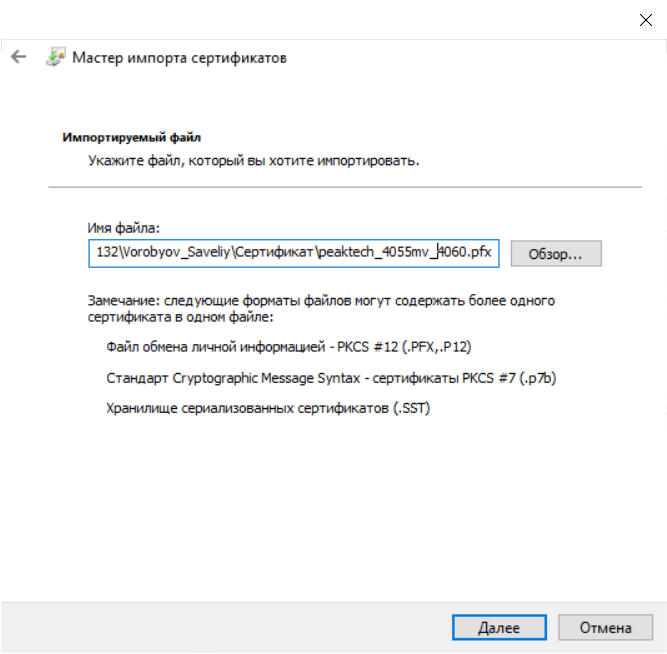 Мастер импорта сертификатов
Импортируемый файл
Укажите файл, который вы хотите импортировать.
Имя файла:
132\Vorobyov_Saveliy\Сертификат\peaktech_4055mv_4060.pfx
Обзор...
Замечание: следующие форматы файлов могут содержать более одного
сертификата в одном файле:
Файл обмена личной информацией - PKCS #12 (.PFX,.P12)
Стандарт Cryptographic Message Syntax - сертификаты PKCS #7 (.p7b)
Хранилище сериализованных сертификатов (.SST)
Далее
Отмена